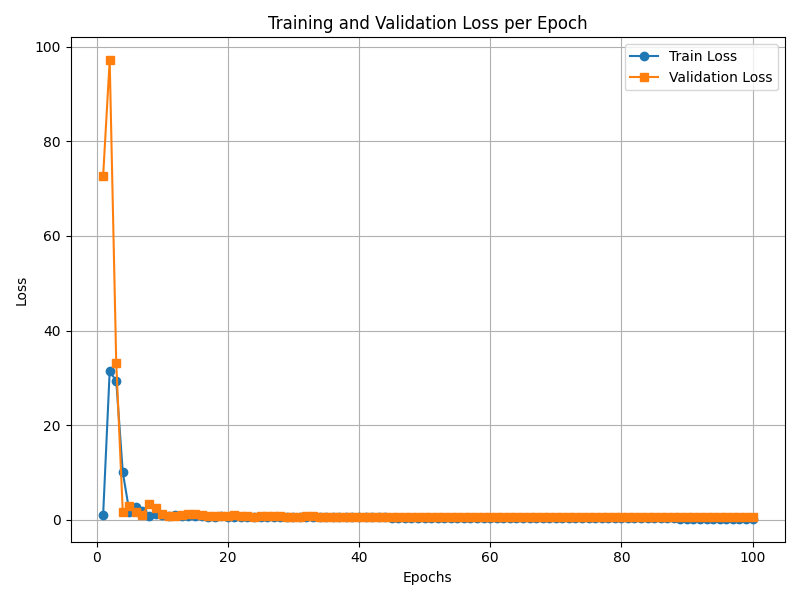 Training and Validation Loss per Epoch
Train Loss
Validation Loss
100
80
60
40
20
0
Loss
0
20
40
60
80
100
Epochs